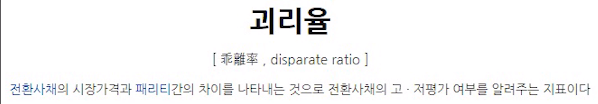 괴리율
[ 乖離率 , disparate ratio ]
전환사채의 시장가격과 패리티간의 차이를 나타내는 것으로 전환사채의 고 · 저평가 여부를 알려주는 지표이다